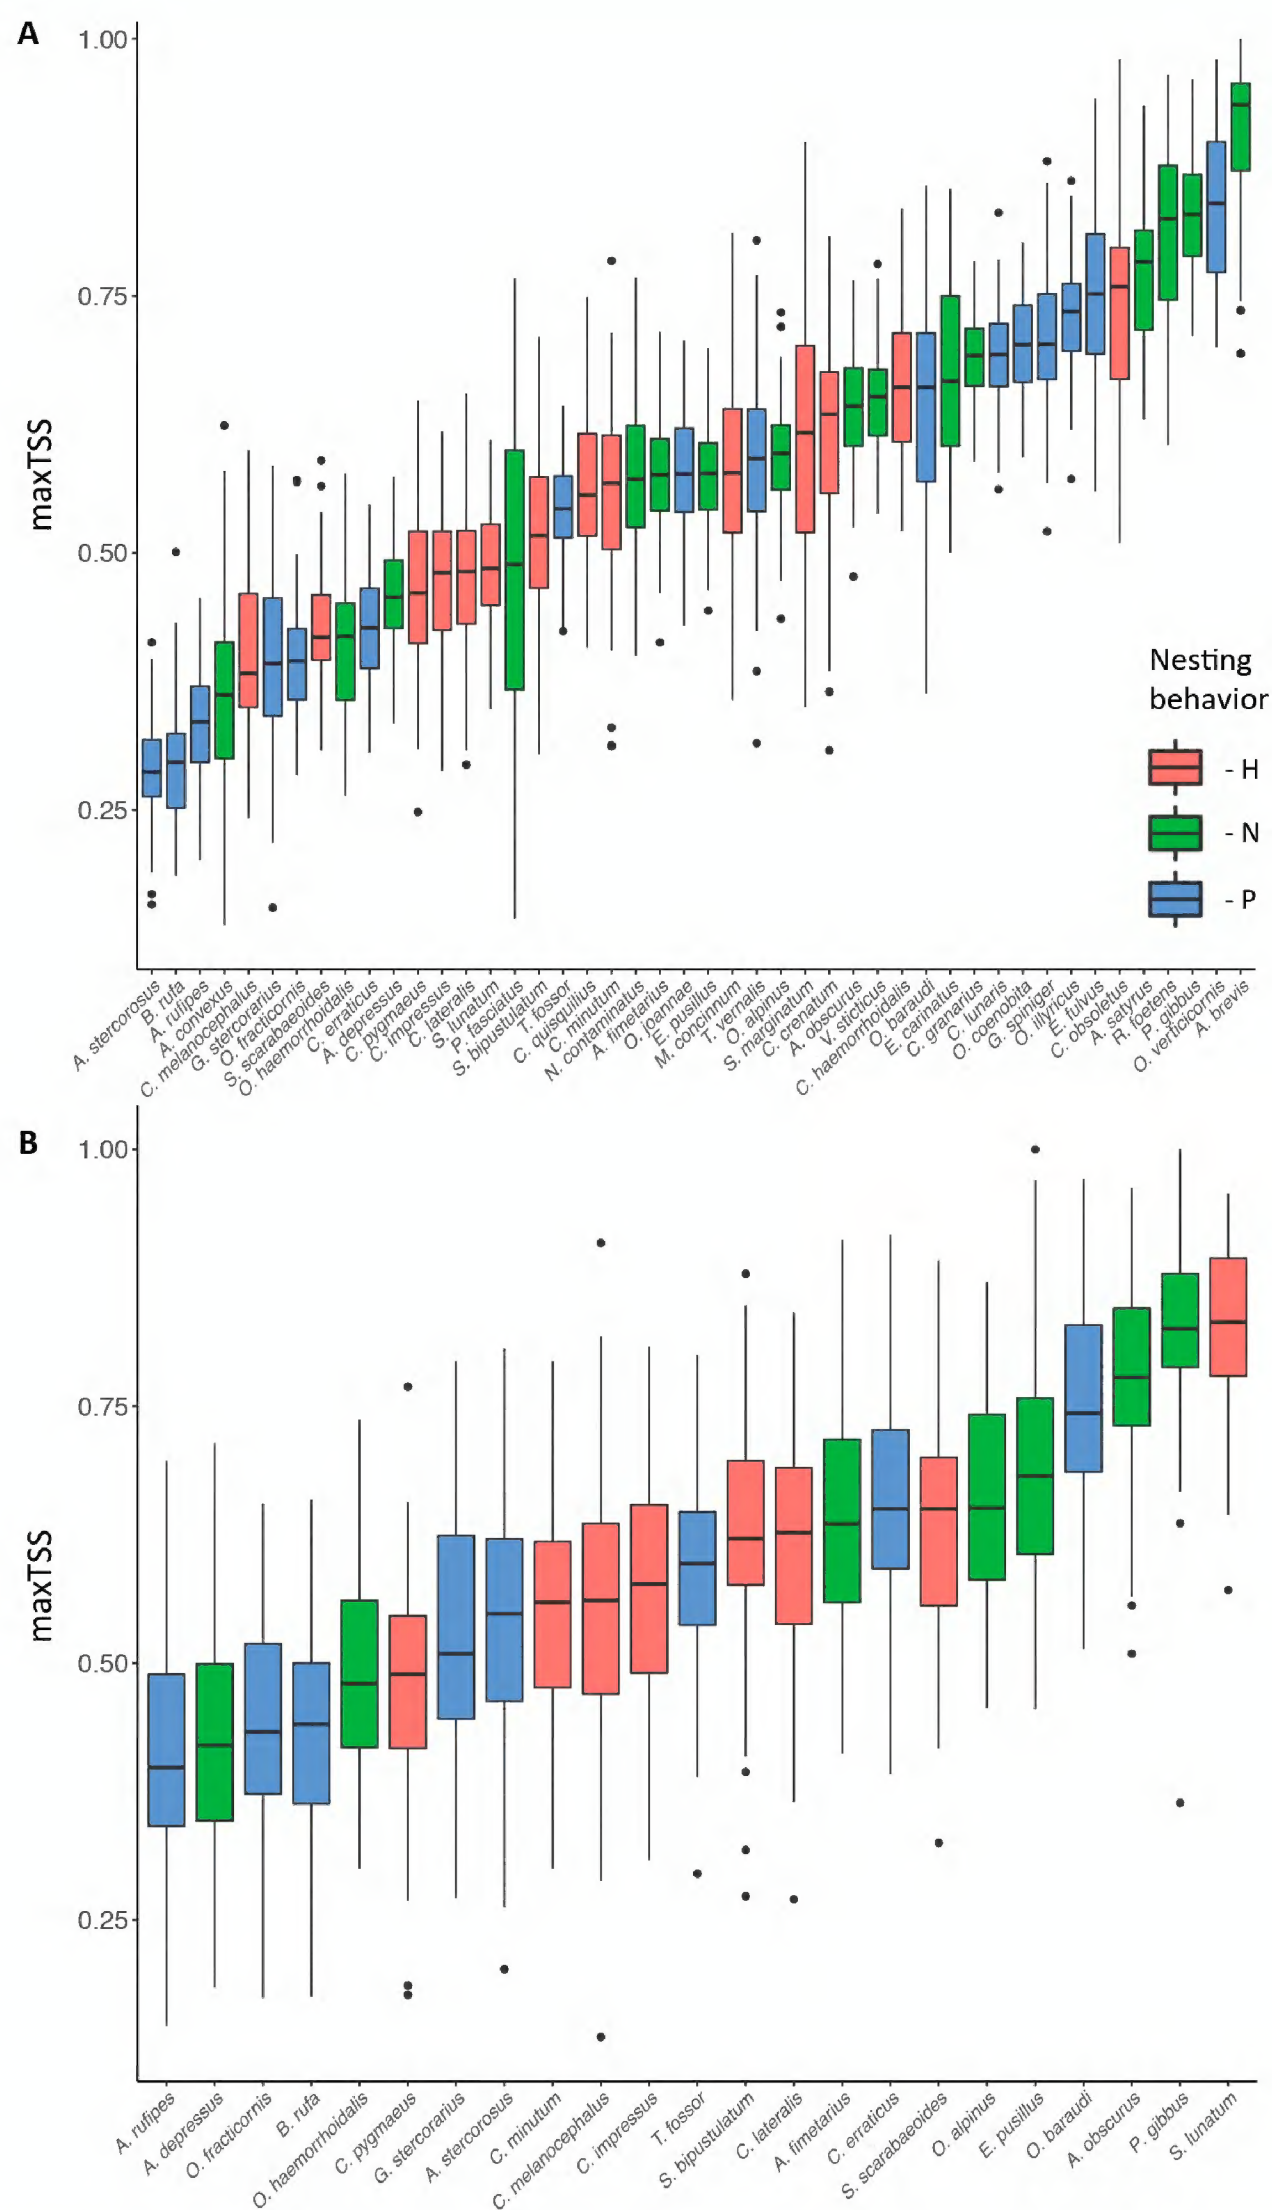 A
1.00
0.75
0.50
0.25
maxTSS
Nesting
behavior
- H
- N
- P
A. stercorosus
B. rufa
A. rufipes
A. convexus
C. melanocephalus
G. stercorarius
O. fracticornis
S. scarabaeoides
O. haemorrhoidalis
C. erraticus
A. depressus
C. pygmaeus
C. impressus
C. lateralis
S. lunatum
P. fasciatus
S. bipustulatum
T. fossor
C. quisquilius
C. minutum
N. contaminatus
A. fimetarius
O. joannae
E. pusillus
M. concinnum
T. vernalis
O. alpinus
S. marginatum
C. crenatum
A. obscurus
V. sticticus
C. haemorrhoidalis
O. baraudi
E. carinatus
C. granarius
C. lunaris
O. coenobita
G. spiniger
O. illyricus
E. fulvus
C. obsoletus
A. satyrus
R. foetens
P. gibbus
O. verticicornis
A. brevis
B
1.00
0.75
0.50
0.25
maxTSS
A. rufipes
A. depressus
O. fracticornis
B. rufa
O. haemorrhoidalis
C. pygmaeus
G. stercorarius
A. stercorosus
C. minutum
C. melanocephalus
C. impressus
T. fossor
S. bipustulatum
C. lateralis
A. fimetarius
C. erraticus
S. scarabaeoides
O. alpinus
E. pusillus
O. baraudi
A. obscurus
P. gibbus
S. lunatum